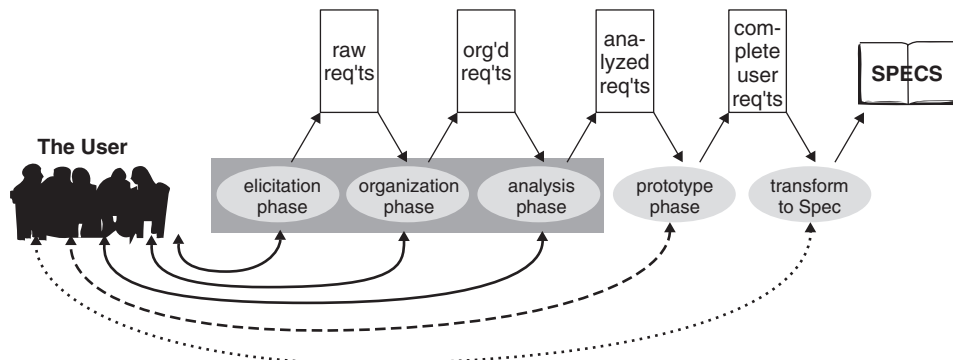 raw
req'ts
org'd
req'ts
ana-
lyzed
req'ts
com-
plete
user
req'ts
SPECS
The User
elicitation
phase
organization
phase
analysis
phase
prototype
phase
transform
to Spec